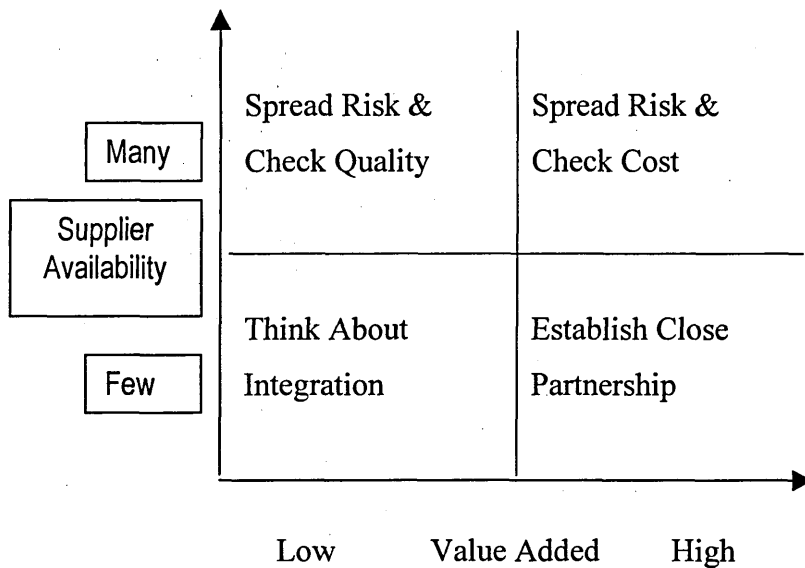 Many
Supplier
Availability
Few
Spread Risk &
Check Quality
Spread Risk &
Check Cost
Think About
Integration
Establish Close
Partnership
Low Value Added High